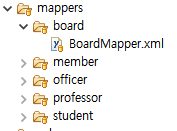 mappers
board
BoardMapper.xml
member
officer
professor
student